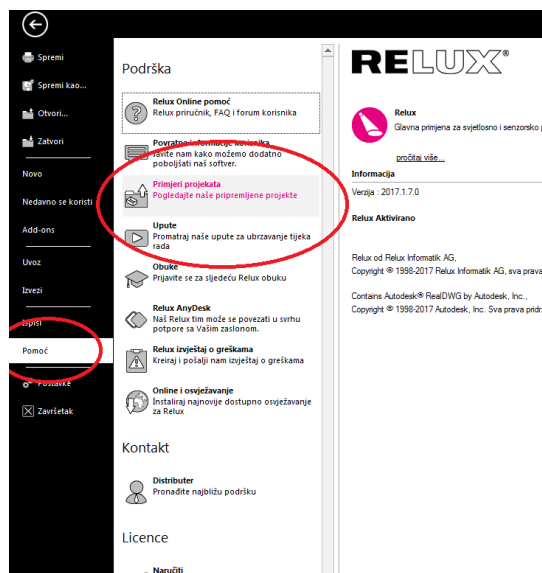 Spremi
Spremi kao...
Otvori...
Zatvori
Novo
Nedavno se koristi
Add-ons
Uvoz
Izvezi
Ispiši
Pomoć
Postavke
Završetak
Podrška
Relux Online pomoć
Relux priručnik, FAQ i forum korisnika
Povratne informacije korisnika
Javite nam kako možemo dodatno
poboljšati naš softver.
Primjeri projekata
Pogledajte naše pripremljene projekte
Upute
Promatraj naše upute za ubrzavanje tijeka
rada
Obuke
Prijavite se za sljedeću Relux obuku
Relux AnyDesk
Naš Relux tim može se povezati u svrhu
potpore sa Vašim zaslonom.
Relux izvještaj o greškama
Kreiraj i pošalji nam izvještaj o greškama
Online i osvježavanje
Instaliraj najnovije dostupno osvježavanje
za Relux
Kontakt
Distributer
Pronađite najbližu podršku
Licence
Naručiti
RELUX®
Relux
Glavna primjena za svjetlosno i senzorsko
pročitaj više...
Informacija
Verzija : 2017.1.7.0
Relux Aktivirano
Relux od Relux Informatik AG,
Copyright © 1998-2017 Relux Informatik AG, sva prava
Contains Autodesk® RealDWG by Autodesk, Inc.,
Copyright © 1998-2017 Autodesk, Inc. Sva prava pridr